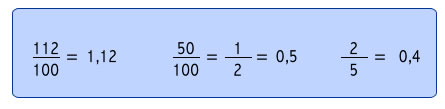 112/100 = 1,12    50/100 = 1/2 = 0,5    2/5 = 0,4